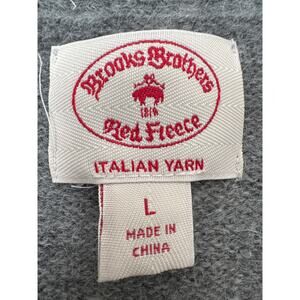 Brooks Brothers
1818
Red Fleece
ITALIAN YARN
L
MADE IN
CHINA